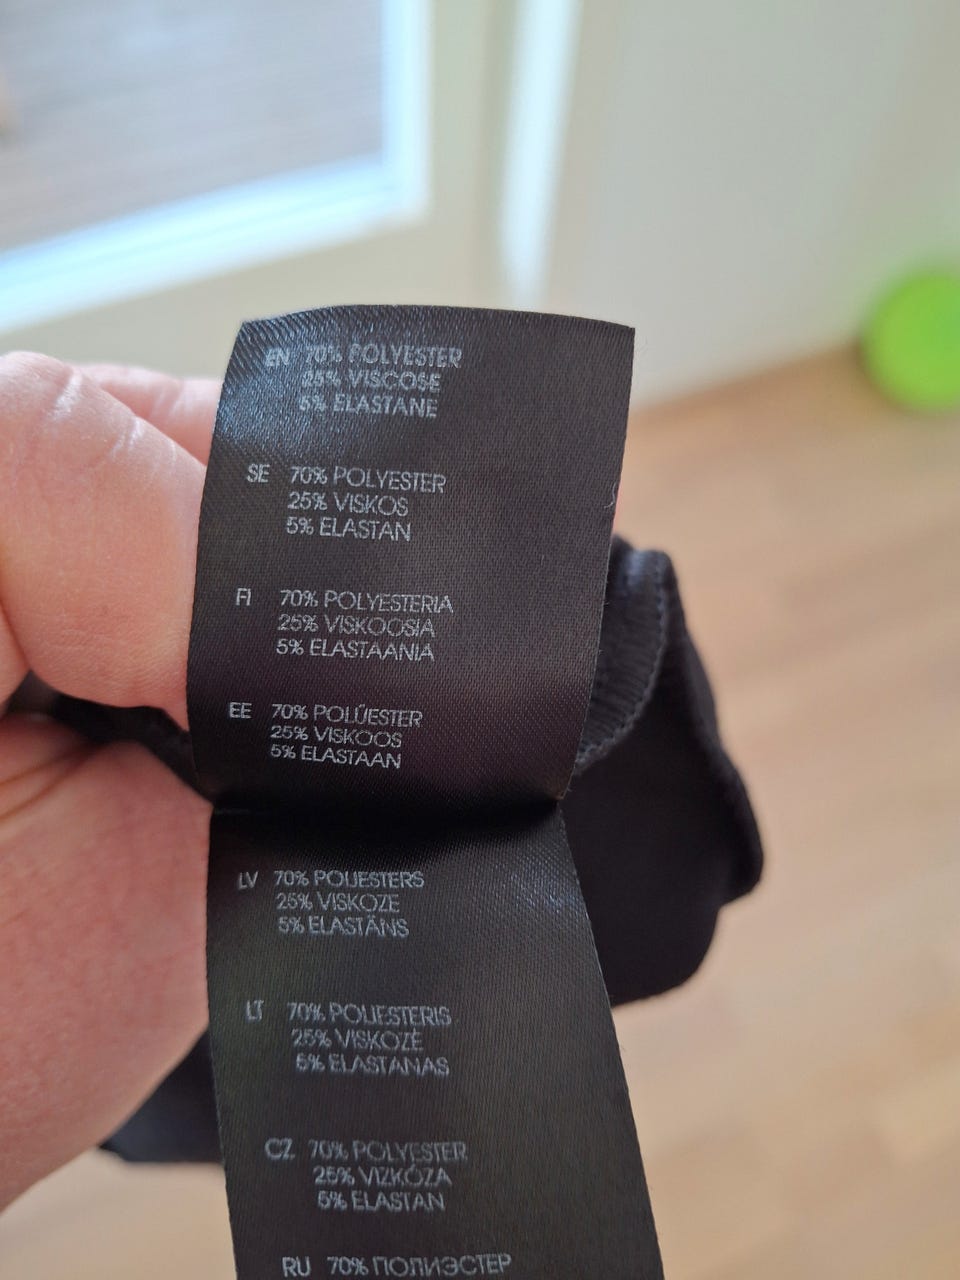 EN 70% POLYESTER
25% VISCOSE
5% ELASTANE
SE 70% POLYESTER
25% VISKOS
5% ELASTAN
FI 70% POLYESTERIA
25% VISKOOSIA
5% ELASTAANIA
EE 70% POLÜESTER
25% VISKOOS
5% ELASTAAN
LV 70% POLIESTERS
25% VISKOZE
5% ELASTĀNS
LT 70% POLIESTERIS
25% VISKOZĖ
5% ELASTANAS
CZ 70% POLYESTER
25% VIZKÓZA
5% ELASTAN
RU 70% ПОЛИЭСТЕР